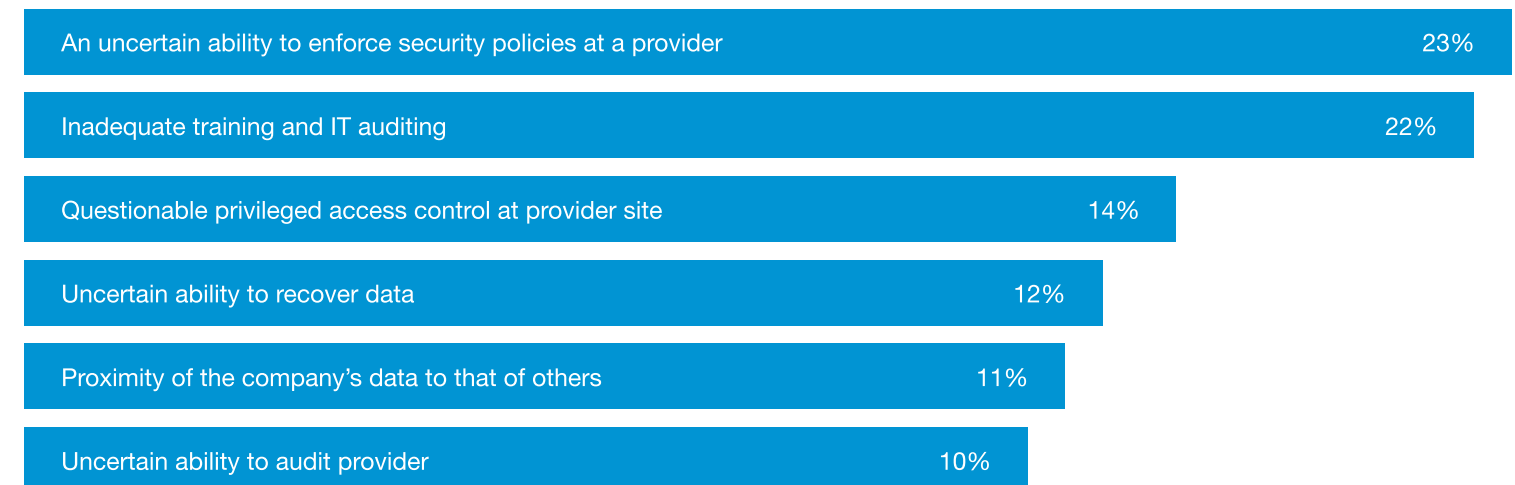 An uncertain ability to enforce security policies at a provider 23%
Inadequate training and IT auditing 22%
Questionable privileged access control at provider site 14%
Uncertain ability to recover data 12%
Proximity of the company’s data to that of others 11%
Uncertain ability to audit provider 10%